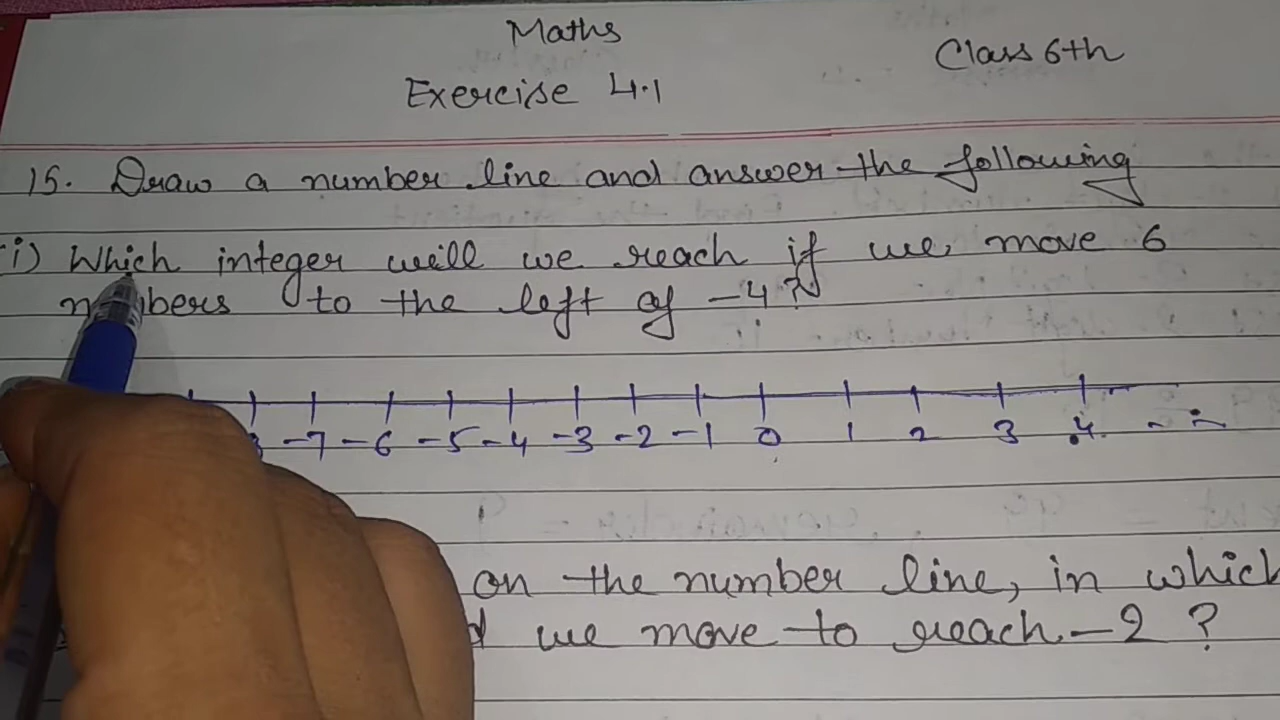 Maths
Class 6th
Exercise 4.1
15. Draw a number line and answer the following
i) Which integer will we reach if we move 6
numbers to the left of -4?
-7 -6 -5 -4 -3 -2 -1 0 1 2 3 4
on the number line, in which
we move to reach -2 ?